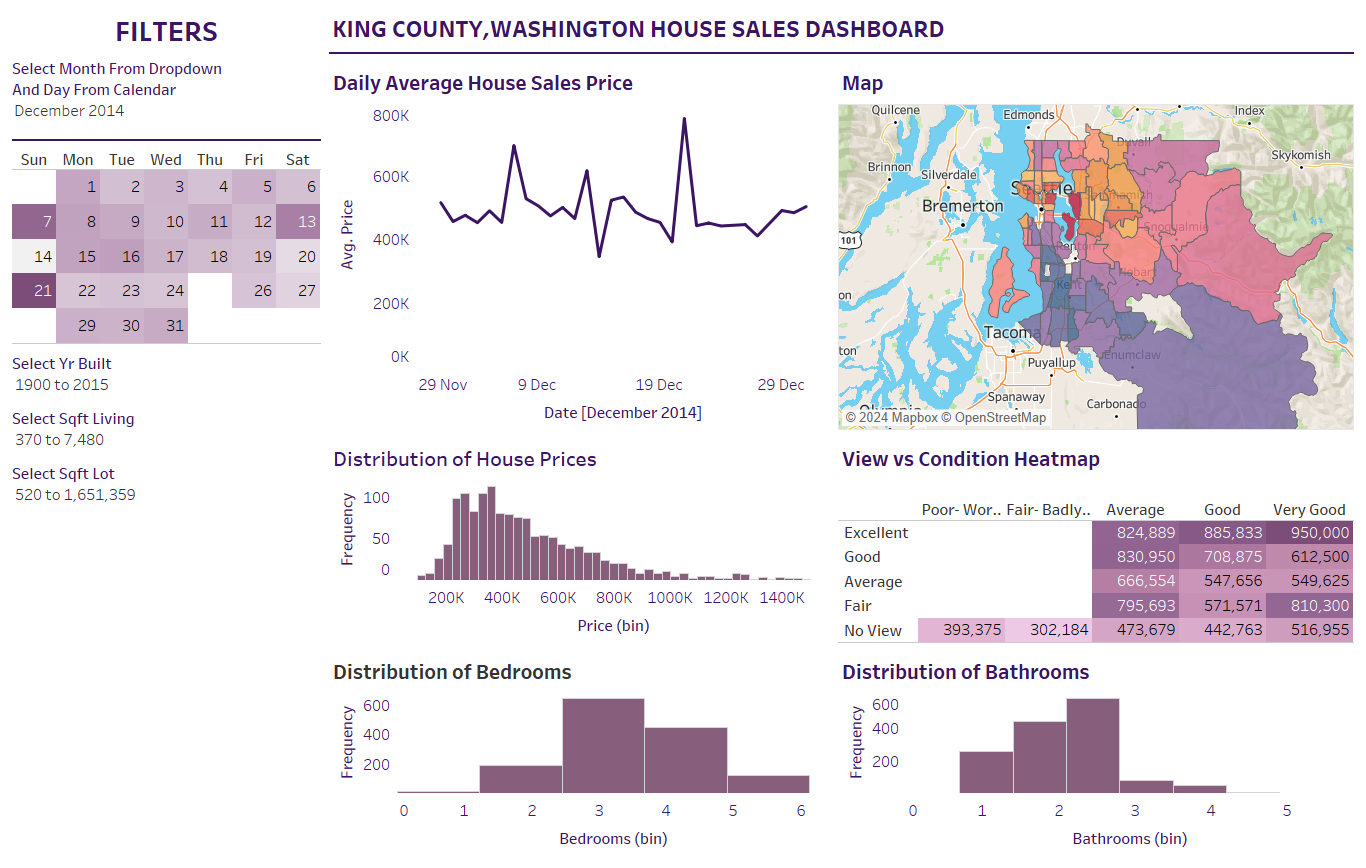 FILTERS
Select Month From Dropdown
And Day From Calendar
December 2014
Sun Mon Tue Wed Thu Fri Sat
1 2 3 4 5 6
7 8 9 10 11 12 13
14 15 16 17 18 19 20
21 22 23 24 26 27
29 30 31
Select Yr Built
1900 to 2015
Select Sqft Living
370 to 7,480
Select Sqft Lot
520 to 1,651,359
KING COUNTY,WASHINGTON HOUSE SALES DASHBOARD
Daily Average House Sales Price
Avg. Price
800K
600K
400K
200K
0K
29 Nov 9 Dec 19 Dec 29 Dec
Date [December 2014]
Map
Quilcene
Edmonds
Index
Duvall
Skykomish
Brinnon
Silverdale
Seattle
Sammamish
Bremerton
Snoqualmie
101
Renton
Hobart
Kent
on
Tacoma
ton
Puyallup
Enumclaw
Spanaway
Carbonado
Olympia
© 2024 Mapbox © OpenStreetMap
Distribution of House Prices
Frequency
100
50
0
200K 400K 600K 800K 1000K 1200K 1400K
Price (bin)
View vs Condition Heatmap
Poor- Wor.. Fair- Badly.. Average Good Very Good
Excellent 824,889 885,833 950,000
Good 830,950 708,875 612,500
Average 666,554 547,656 549,625
Fair 795,693 571,571 810,300
No View 393,375 302,184 473,679 442,763 516,955
Distribution of Bedrooms
Frequency
600
400
200
0 1 2 3 4 5 6
Bedrooms (bin)
Distribution of Bathrooms
Frequency
600
400
200
0 1 2 3 4 5
Bathrooms (bin)